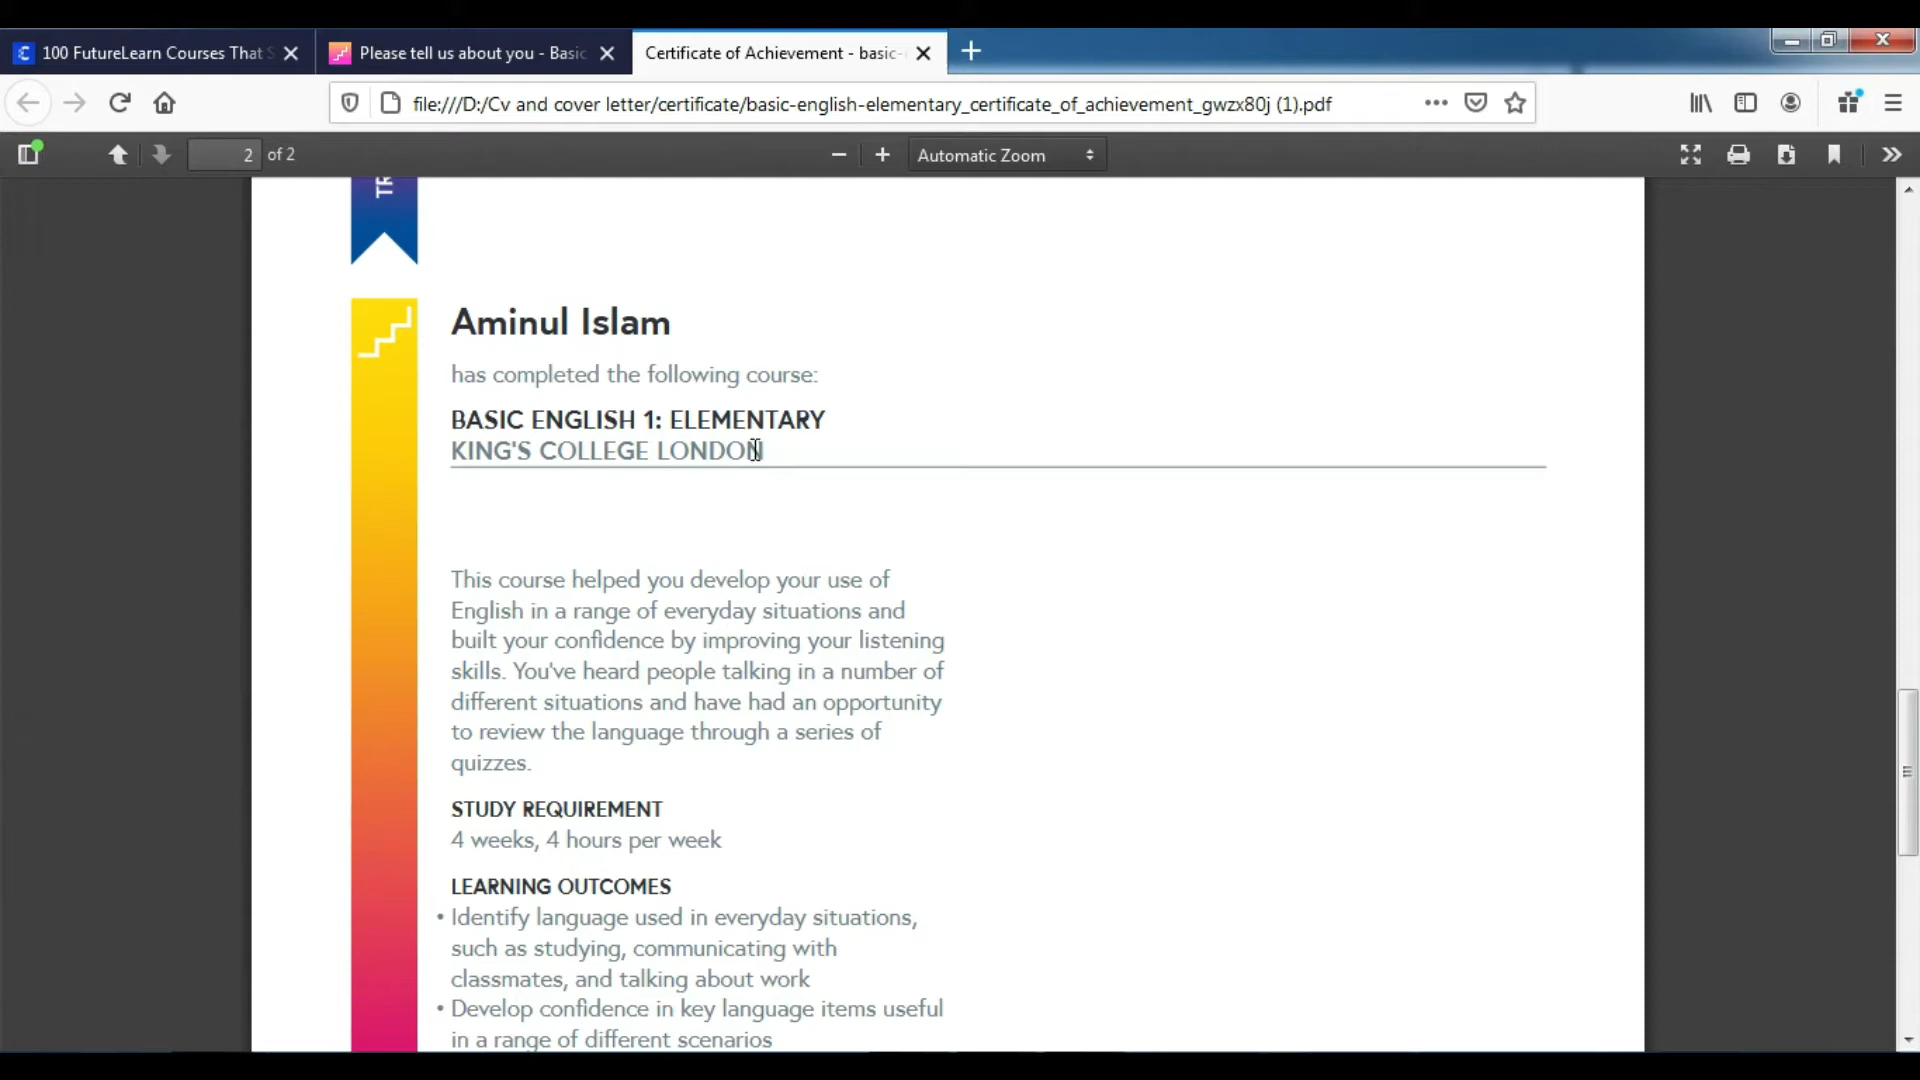 100 FutureLearn Courses That S
Please tell us about you - Basic
Certificate of Achievement - basic-
file:///D:/Cv and cover letter/certificate/basic-english-elementary_certificate_of_achievement_gwzx80j (1).pdf
2 of 2
Automatic Zoom
TR
Aminul Islam
has completed the following course:
BASIC ENGLISH 1: ELEMENTARY
KING'S COLLEGE LONDON
This course helped you develop your use of
English in a range of everyday situations and
built your confidence by improving your listening
skills. You've heard people talking in a number of
different situations and have had an opportunity
to review the language through a series of
quizzes.
STUDY REQUIREMENT
4 weeks, 4 hours per week
LEARNING OUTCOMES
• Identify language used in everyday situations,
such as studying, communicating with
classmates, and talking about work
• Develop confidence in key language items useful
in a range of different scenarios